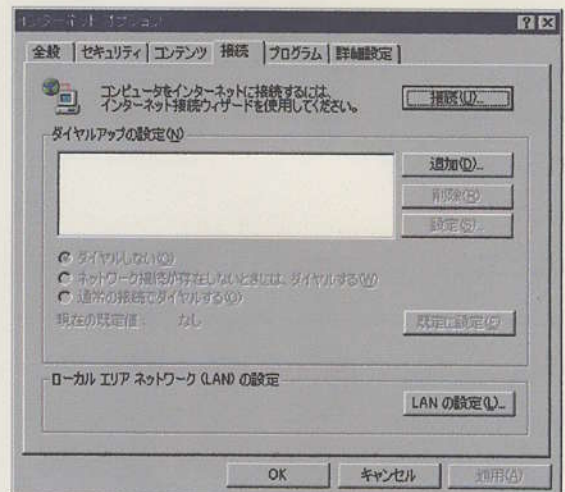 インターネット オプション
全般 セキュリティ コンテンツ 接続 プログラム 詳細設定
コンピュータをインターネットに接続するには、
インターネット接続ウィザードを使用してください。
接続(U)...
ダイヤルアップの設定(N)
追加(D)...
削除(R)
設定(S)...
ダイヤルしない(C)
ネットワーク接続が存在しないときには、ダイヤルする(W)
通常の接続でダイヤルする(O)
現在の既定値: なし
既定に設定(E)
ローカル エリア ネットワーク (LAN) の設定
LAN の設定(L)...
OK キャンセル 適用(A)